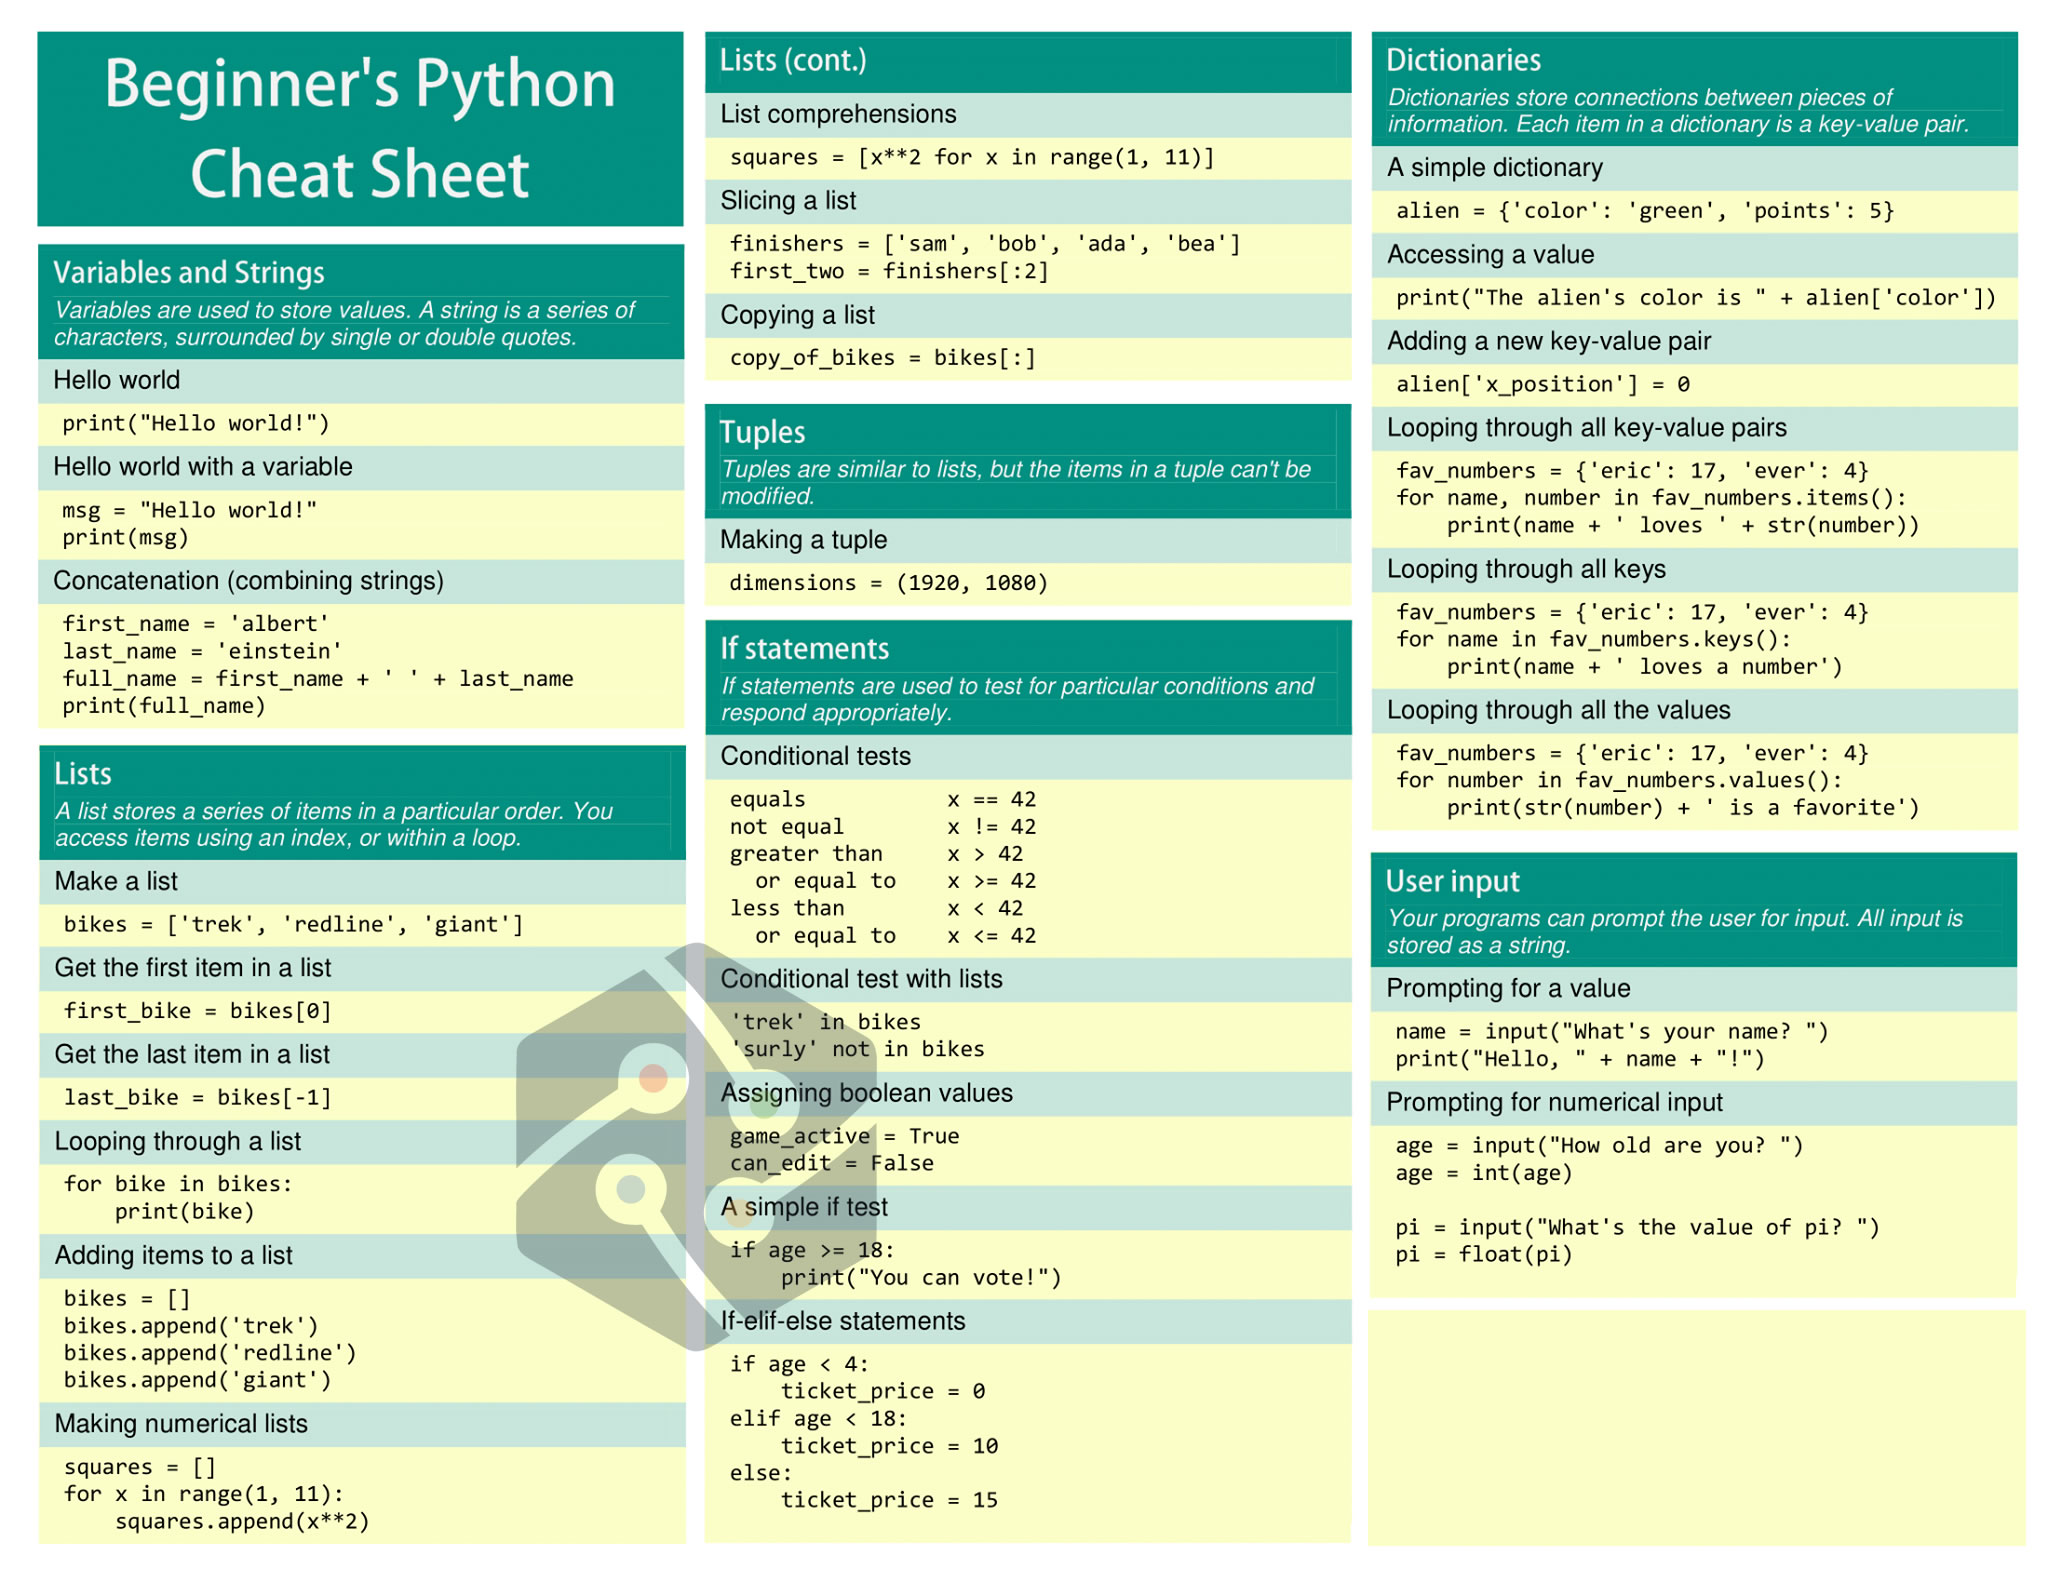 Beginner's Python
Cheat Sheet
Variables and Strings
Variables are used to store values. A string is a series of
characters, surrounded by single or double quotes.
Hello world
print("Hello world!")
Hello world with a variable
msg = "Hello world!"
print(msg)
Concatenation (combining strings)
first_name = 'albert'
last_name = 'einstein'
full_name = first_name + ' ' + last_name
print(full_name)
Lists
A list stores a series of items in a particular order. You
access items using an index, or within a loop.
Make a list
bikes = ['trek', 'redline', 'giant']
Get the first item in a list
first_bike = bikes[0]
Get the last item in a list
last_bike = bikes[-1]
Looping through a list
for bike in bikes:
    print(bike)
Adding items to a list
bikes = []
bikes.append('trek')
bikes.append('redline')
bikes.append('giant')
Making numerical lists
squares = []
for x in range(1, 11):
    squares.append(x**2)
Lists (cont.)
List comprehensions
squares = [x**2 for x in range(1, 11)]
Slicing a list
finishers = ['sam', 'bob', 'ada', 'bea']
first_two = finishers[:2]
Copying a list
copy_of_bikes = bikes[:]
Tuples
Tuples are similar to lists, but the items in a tuple can't be
modified.
Making a tuple
dimensions = (1920, 1080)
If statements
If statements are used to test for particular conditions and
respond appropriately.
Conditional tests
equals x == 42
not equal x != 42
greater than x > 42
  or equal to x >= 42
less than x < 42
  or equal to x <= 42
Conditional test with lists
'trek' in bikes
'surly' not in bikes
Assigning boolean values
game_active = True
can_edit = False
A simple if test
if age >= 18:
    print("You can vote!")
If-elif-else statements
if age < 4:
    ticket_price = 0
elif age < 18:
    ticket_price = 10
else:
    ticket_price = 15
Dictionaries
Dictionaries store connections between pieces of
information. Each item in a dictionary is a key-value pair.
A simple dictionary
alien = {'color': 'green', 'points': 5}
Accessing a value
print("The alien's color is " + alien['color'])
Adding a new key-value pair
alien['x_position'] = 0
Looping through all key-value pairs
fav_numbers = {'eric': 17, 'ever': 4}
for name, number in fav_numbers.items():
    print(name + ' loves ' + str(number))
Looping through all keys
fav_numbers = {'eric': 17, 'ever': 4}
for name in fav_numbers.keys():
    print(name + ' loves a number')
Looping through all the values
fav_numbers = {'eric': 17, 'ever': 4}
for number in fav_numbers.values():
    print(str(number) + ' is a favorite')
User input
Your programs can prompt the user for input. All input is
stored as a string.
Prompting for a value
name = input("What's your name? ")
print("Hello, " + name + "!")
Prompting for numerical input
age = input("How old are you? ")
age = int(age)
pi = input("What's the value of pi? ")
pi = float(pi)